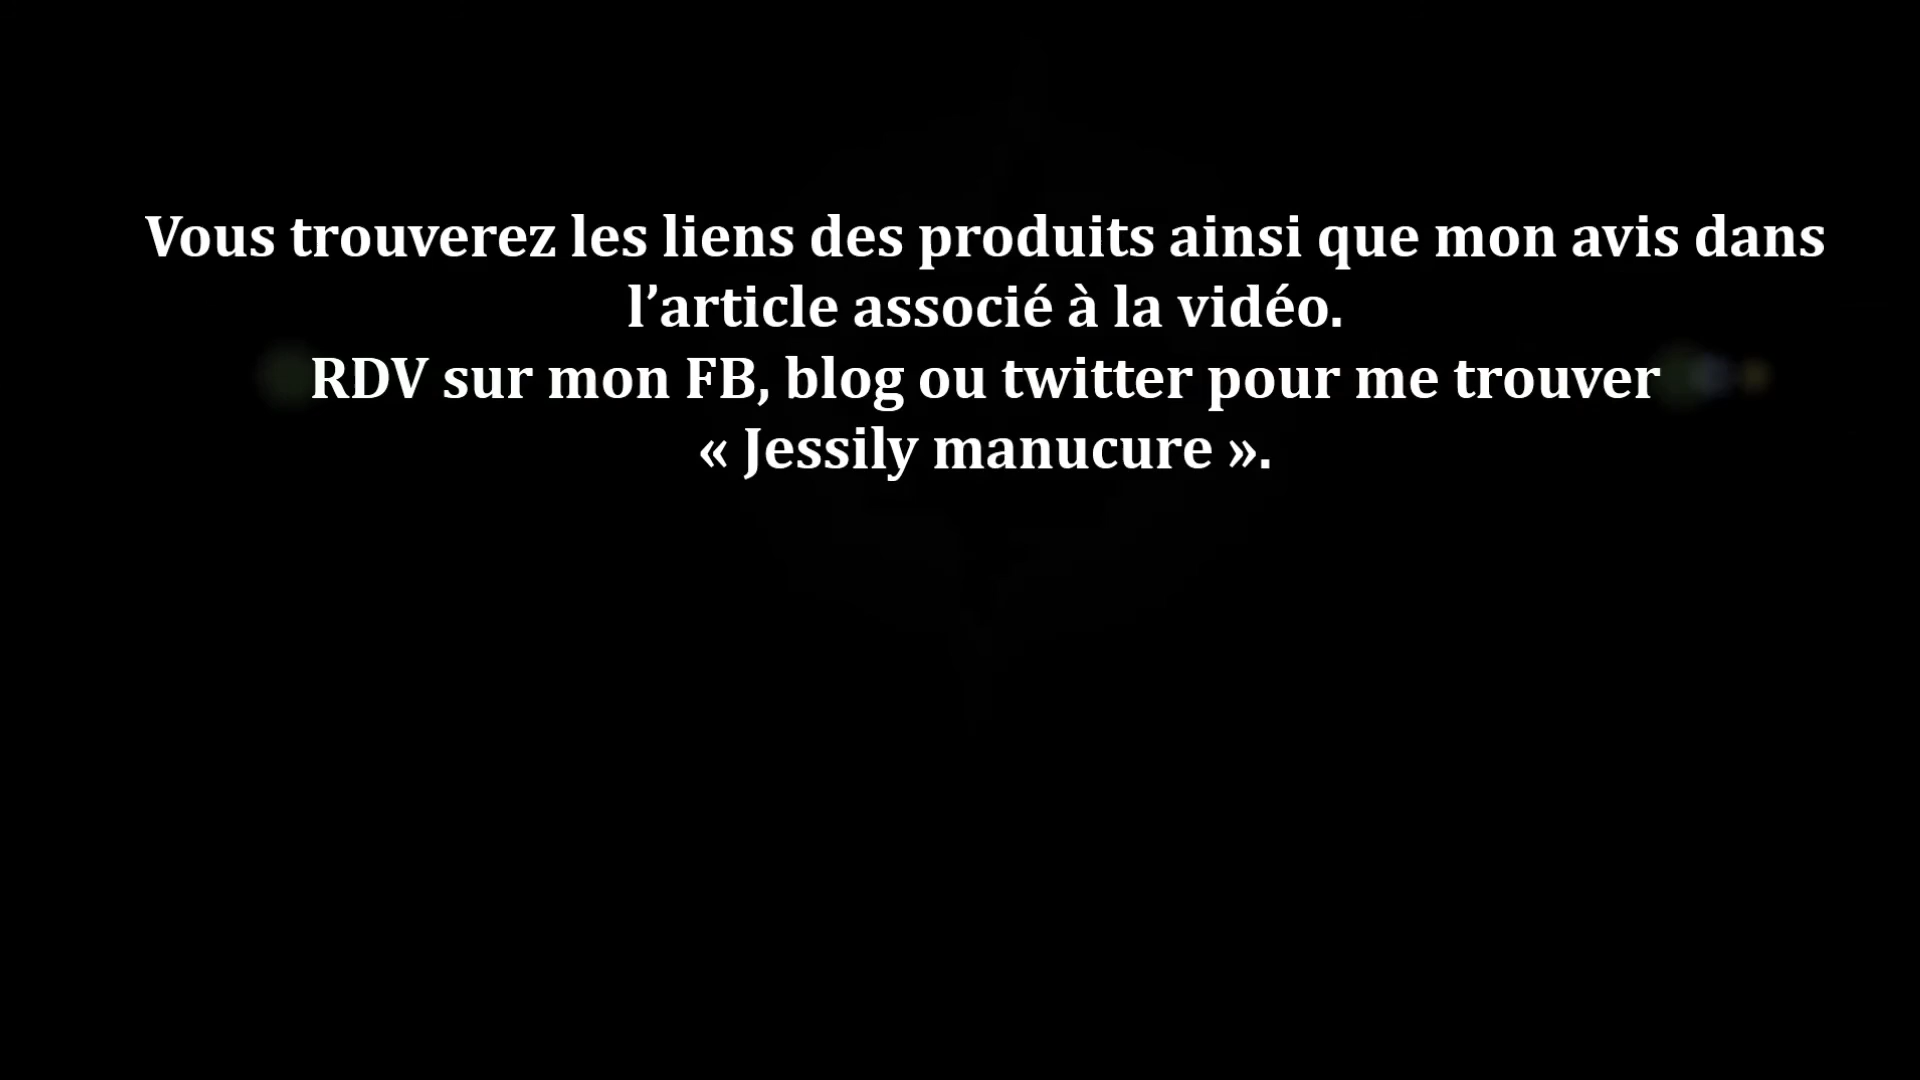 Vous trouverez les liens des produits ainsi que mon avis dans
l’article associé à la vidéo.
RDV sur mon FB, blog ou twitter pour me trouver
« Jessily manucure ».